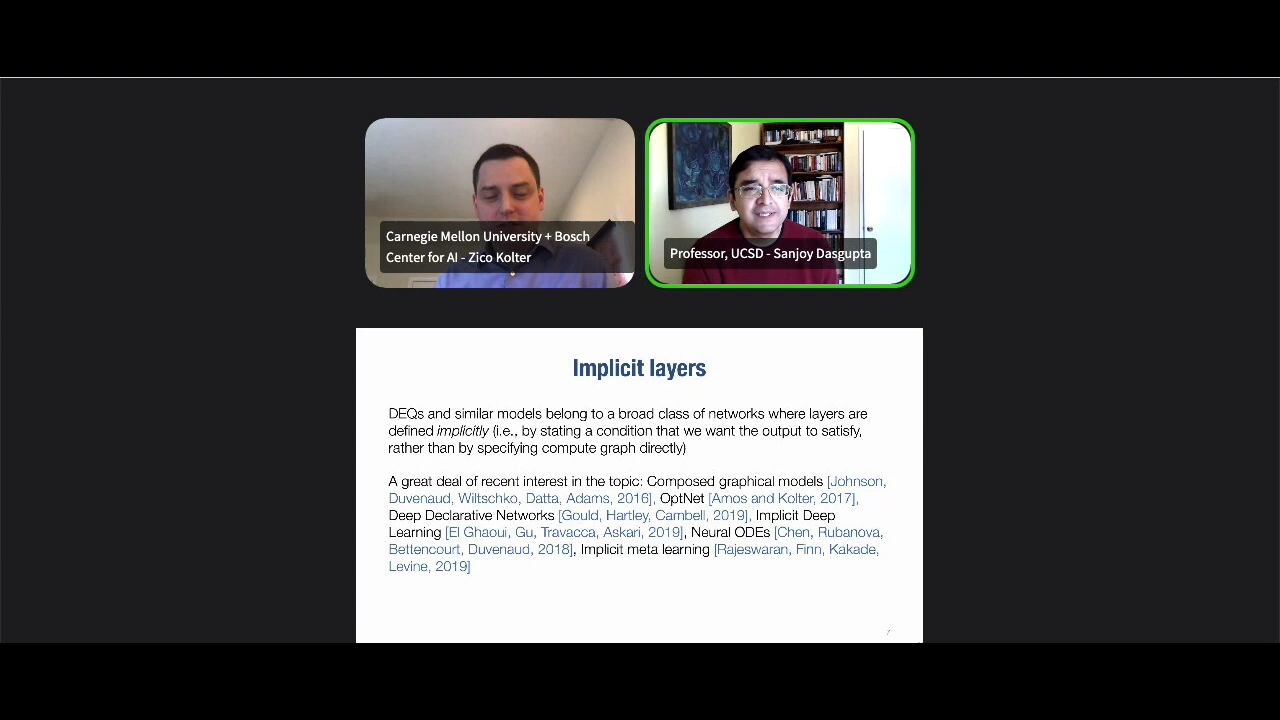 Carnegie Mellon University + Bosch
Center for AI - Zico Kolter
Professor, UCSD - Sanjoy Dasgupta
Implicit layers
DEQs and similar models belong to a broad class of networks where layers are
defined implicitly (i.e., by stating a condition that we want the output to satisfy,
rather than by specifying compute graph directly)
A great deal of recent interest in the topic: Composed graphical models [Johnson,
Duvenaud, Wiltschko, Datta, Adams, 2016], OptNet [Amos and Kolter, 2017],
Deep Declarative Networks [Gould, Hartley, Cambell, 2019], Implicit Deep
Learning [El Ghaoui, Gu, Travacca, Askari, 2019], Neural ODEs [Chen, Rubanova,
Bettencourt, Duvenaud, 2018], Implicit meta learning [Rajeswaran, Finn, Kakade,
Levine, 2019]
7